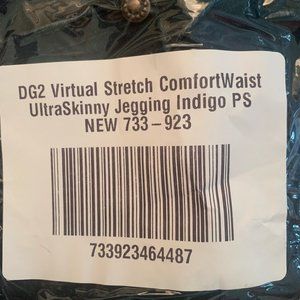 DG2 Virtual Stretch ComfortWaist
UltraSkinny Jegging Indigo PS
NEW 733-923
733923464487